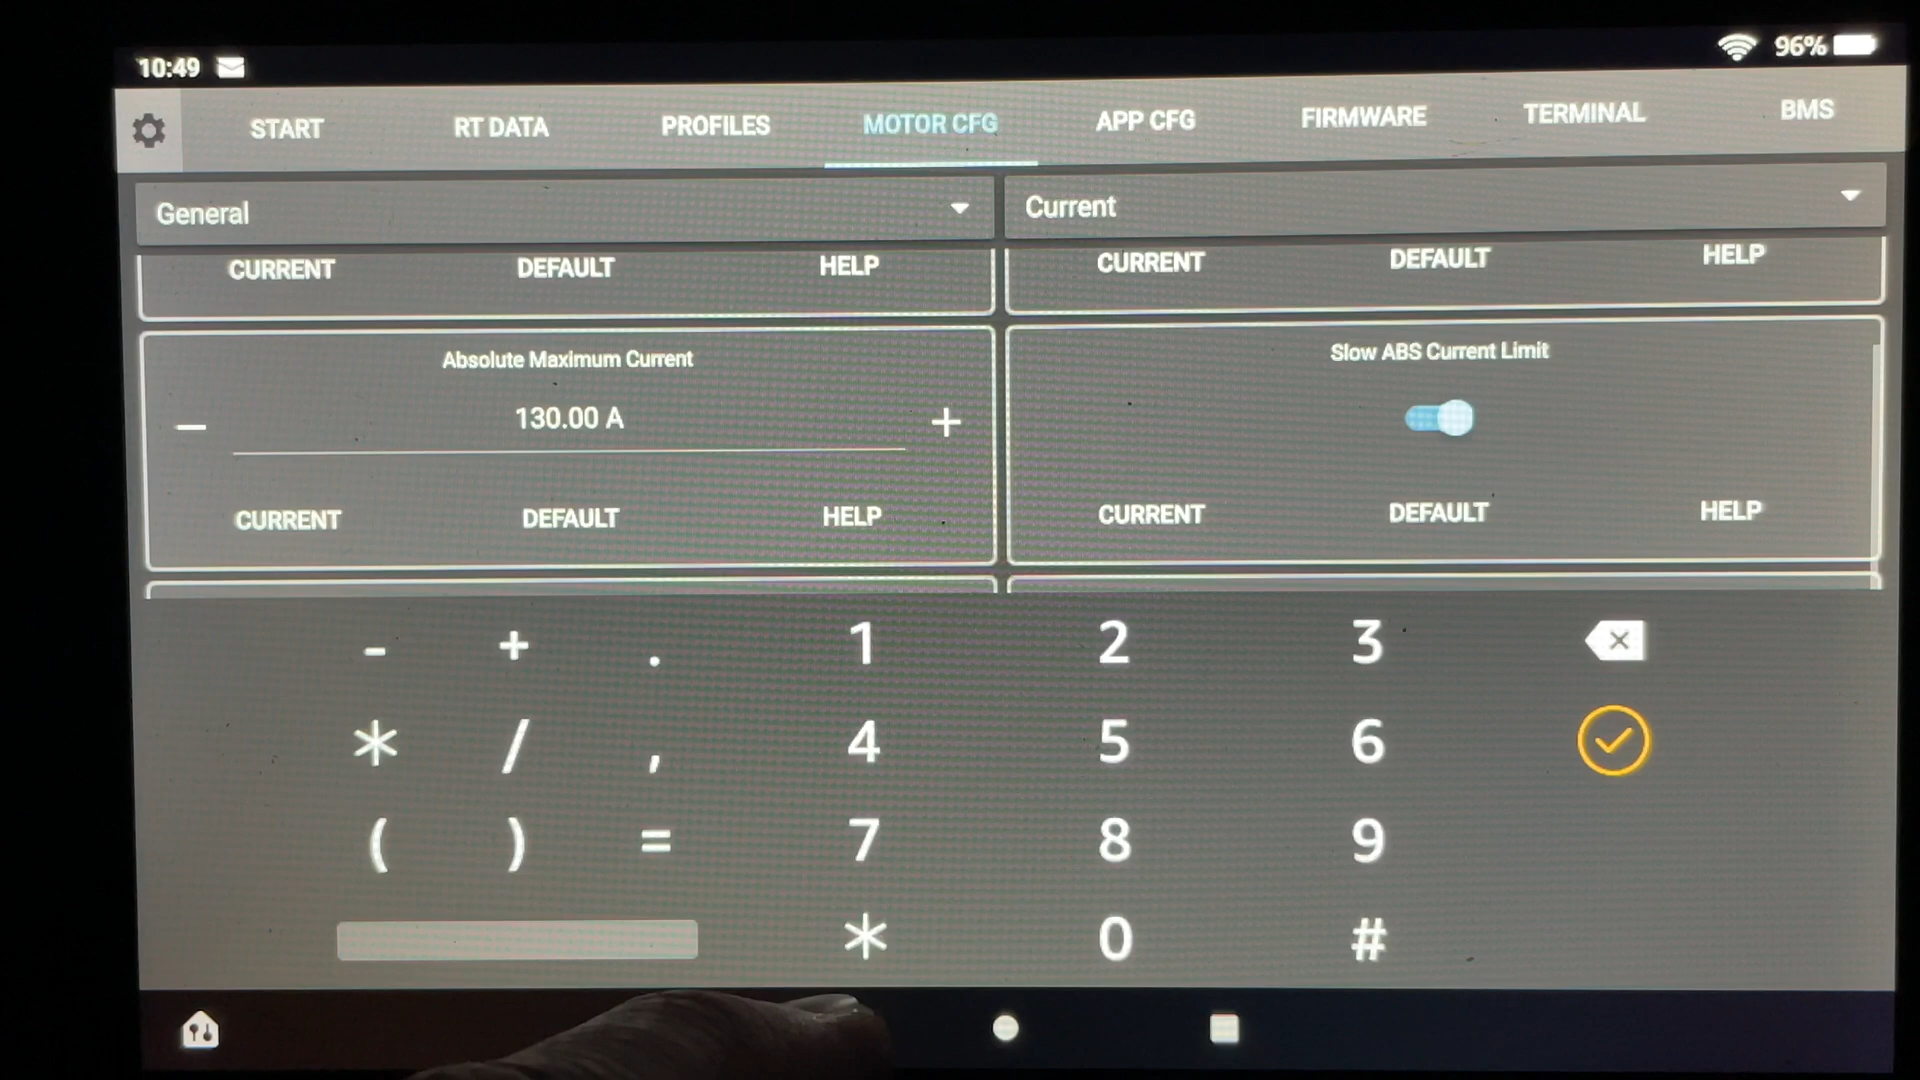 10:49
96%
START RT DATA PROFILES MOTOR CFG APP CFG FIRMWARE TERMINAL BMS
General Current
CURRENT DEFAULT HELP CURRENT DEFAULT HELP
Absolute Maximum Current Slow ABS Current Limit
− 130.00 A +
CURRENT DEFAULT HELP CURRENT DEFAULT HELP
- + . 1 2 3
* / , 4 5 6
( ) = 7 8 9
* 0 #